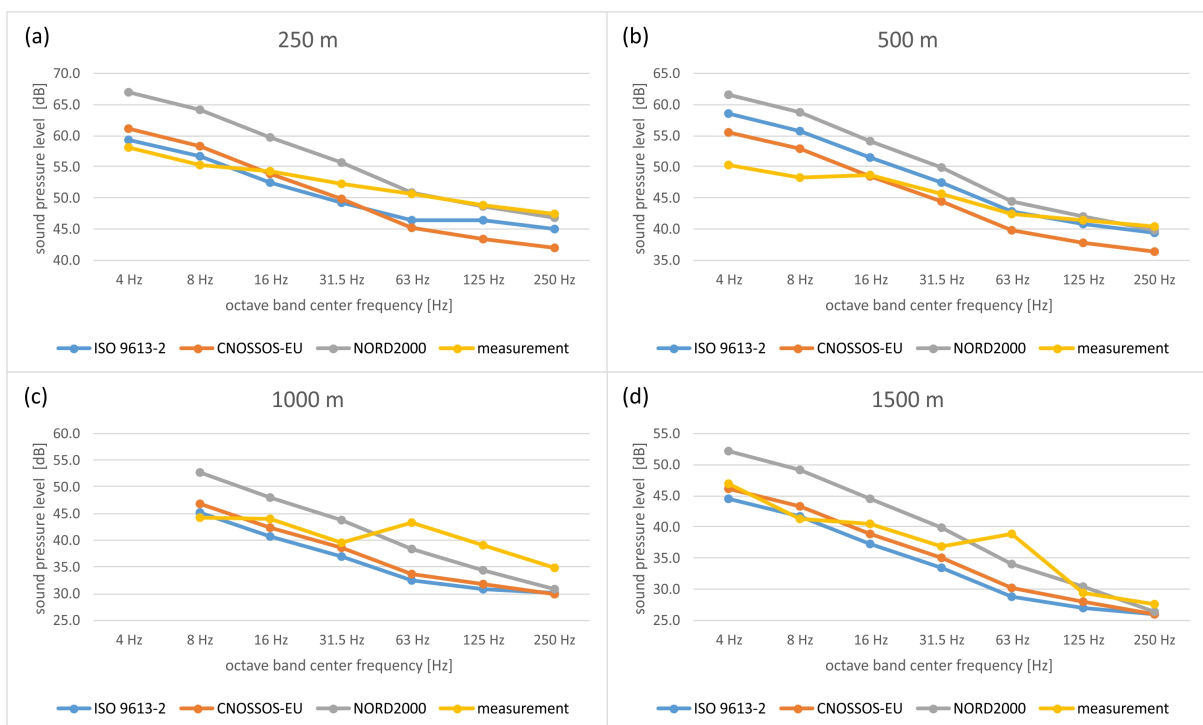 (a) 250 m
70.0
65.0
60.0
55.0
50.0
45.0
40.0
sound pressure level [dB]
4 Hz 8 Hz 16 Hz 31.5 Hz 63 Hz 125 Hz 250 Hz
octave band center frequency [Hz]
ISO 9613-2 CNOSSOS-EU NORD2000 measurement
(b) 500 m
65.0
60.0
55.0
50.0
45.0
40.0
35.0
sound pressure level [dB]
4 Hz 8 Hz 16 Hz 31.5 Hz 63 Hz 125 Hz 250 Hz
octave band center frequency [Hz]
ISO 9613-2 CNOSSOS-EU NORD2000 measurement
(c) 1000 m
60.0
55.0
50.0
45.0
40.0
35.0
30.0
25.0
sound pressure level [dB]
4 Hz 8 Hz 16 Hz 31.5 Hz 63 Hz 125 Hz 250 Hz
octave band center frequency [Hz]
ISO 9613-2 CNOSSOS-EU NORD2000 measurement
(d) 1500 m
55.0
50.0
45.0
40.0
35.0
30.0
25.0
sound pressure level [dB]
4 Hz 8 Hz 16 Hz 31.5 Hz 63 Hz 125 Hz 250 Hz
octave band center frequency [Hz]
ISO 9613-2 CNOSSOS-EU NORD2000 measurement